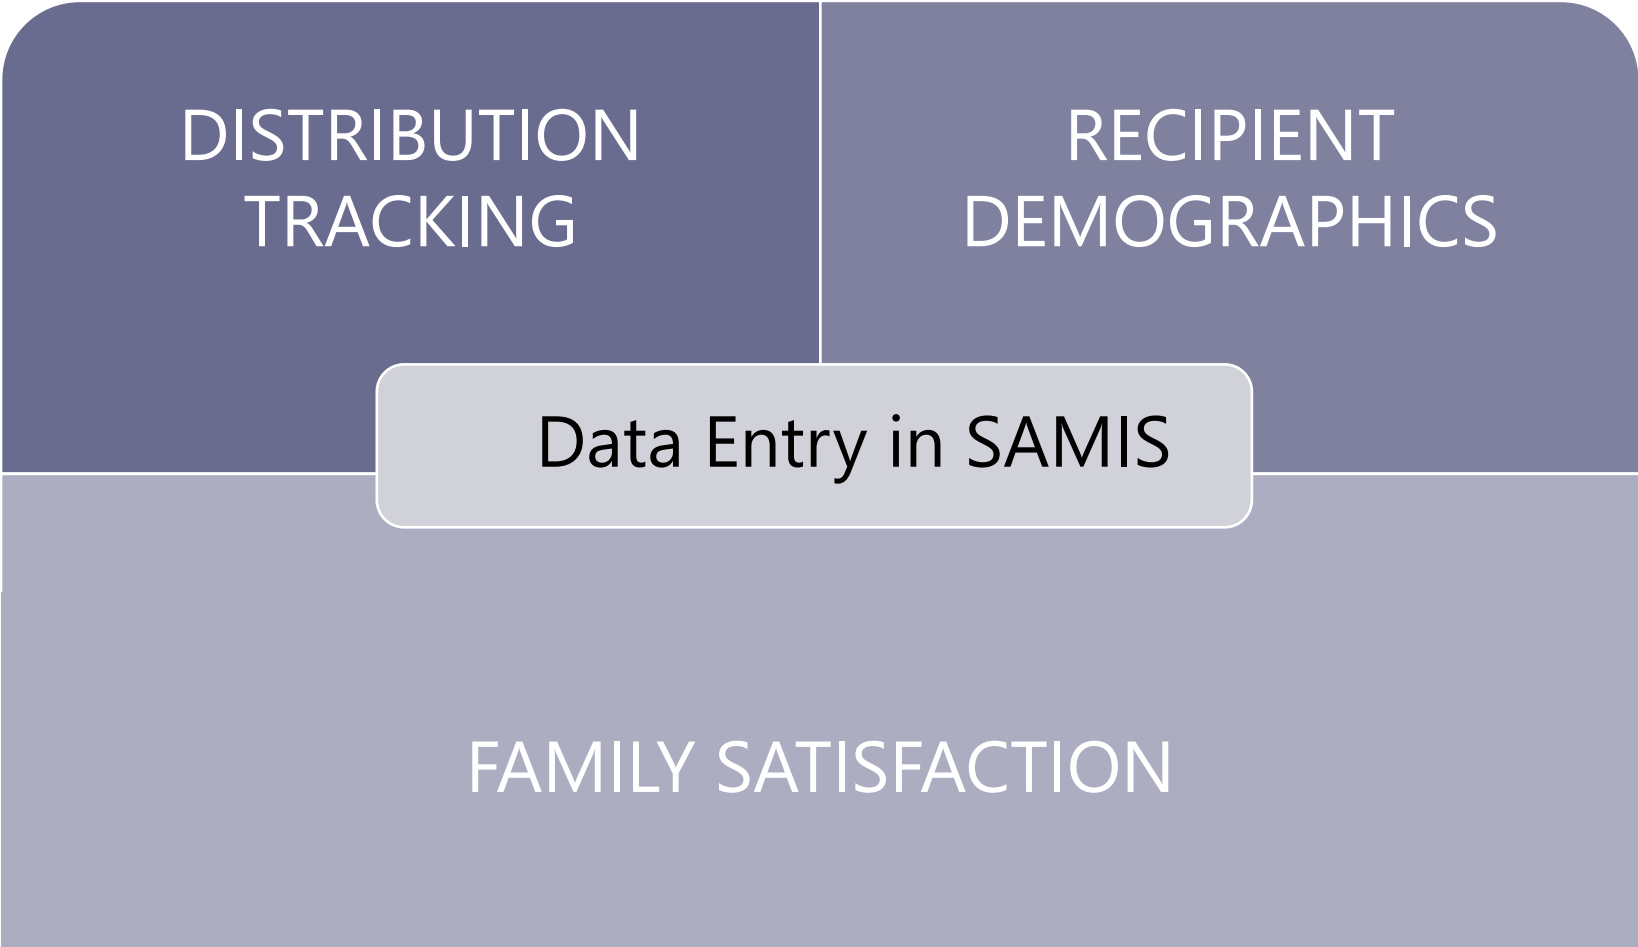 DISTRIBUTION
TRACKING
RECIPIENT
DEMOGRAPHICS
Data Entry in SAMIS
FAMILY SATISFACTION